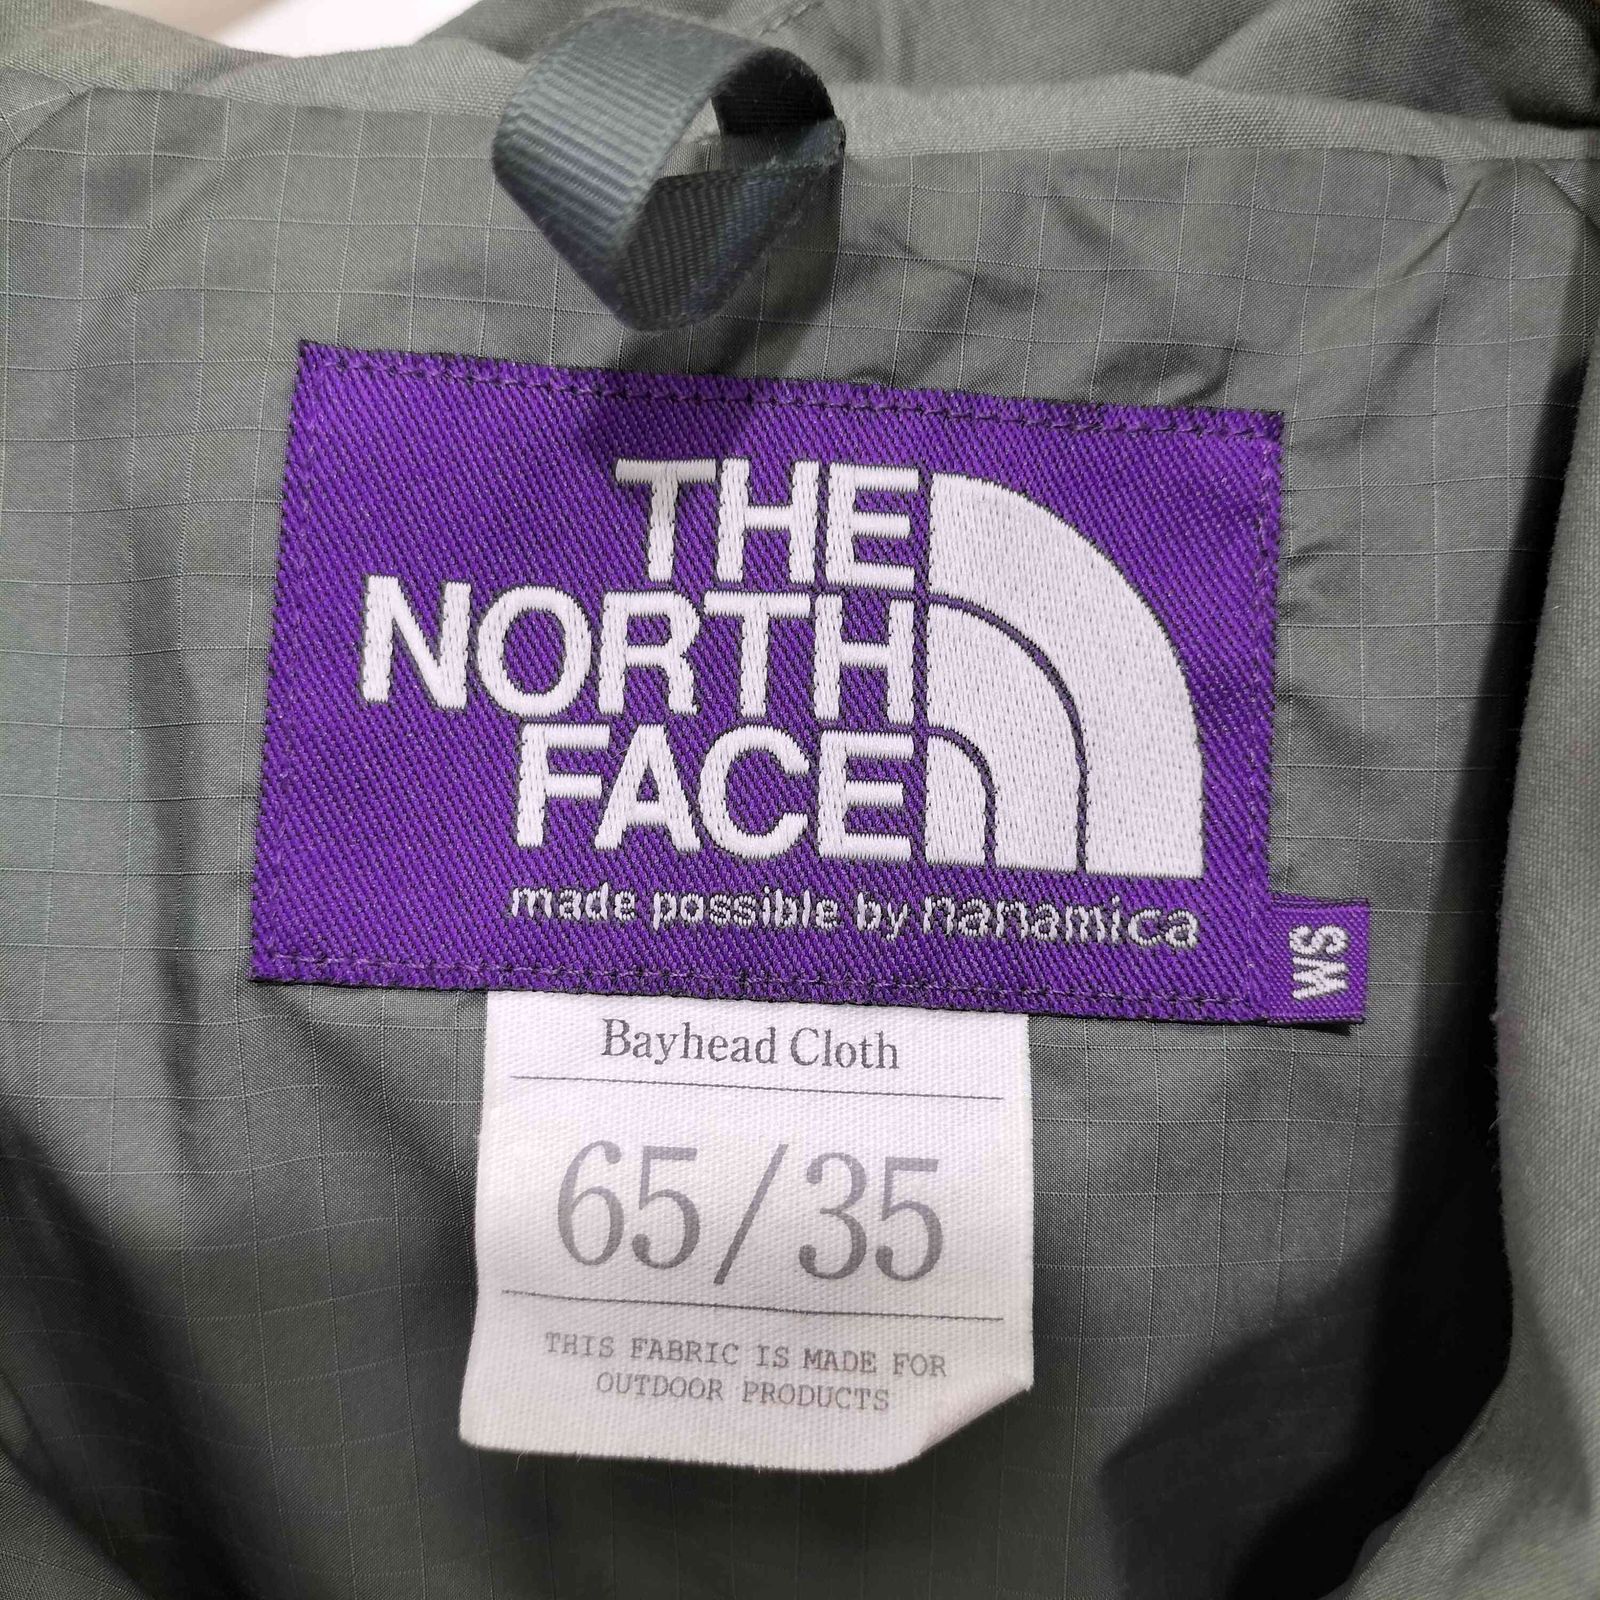 THE
NORTH
FACE
made possible by nanamica
WS
Bayhead Cloth
65/35
THIS FABRIC IS MADE FOR
OUTDOOR PRODUCTS